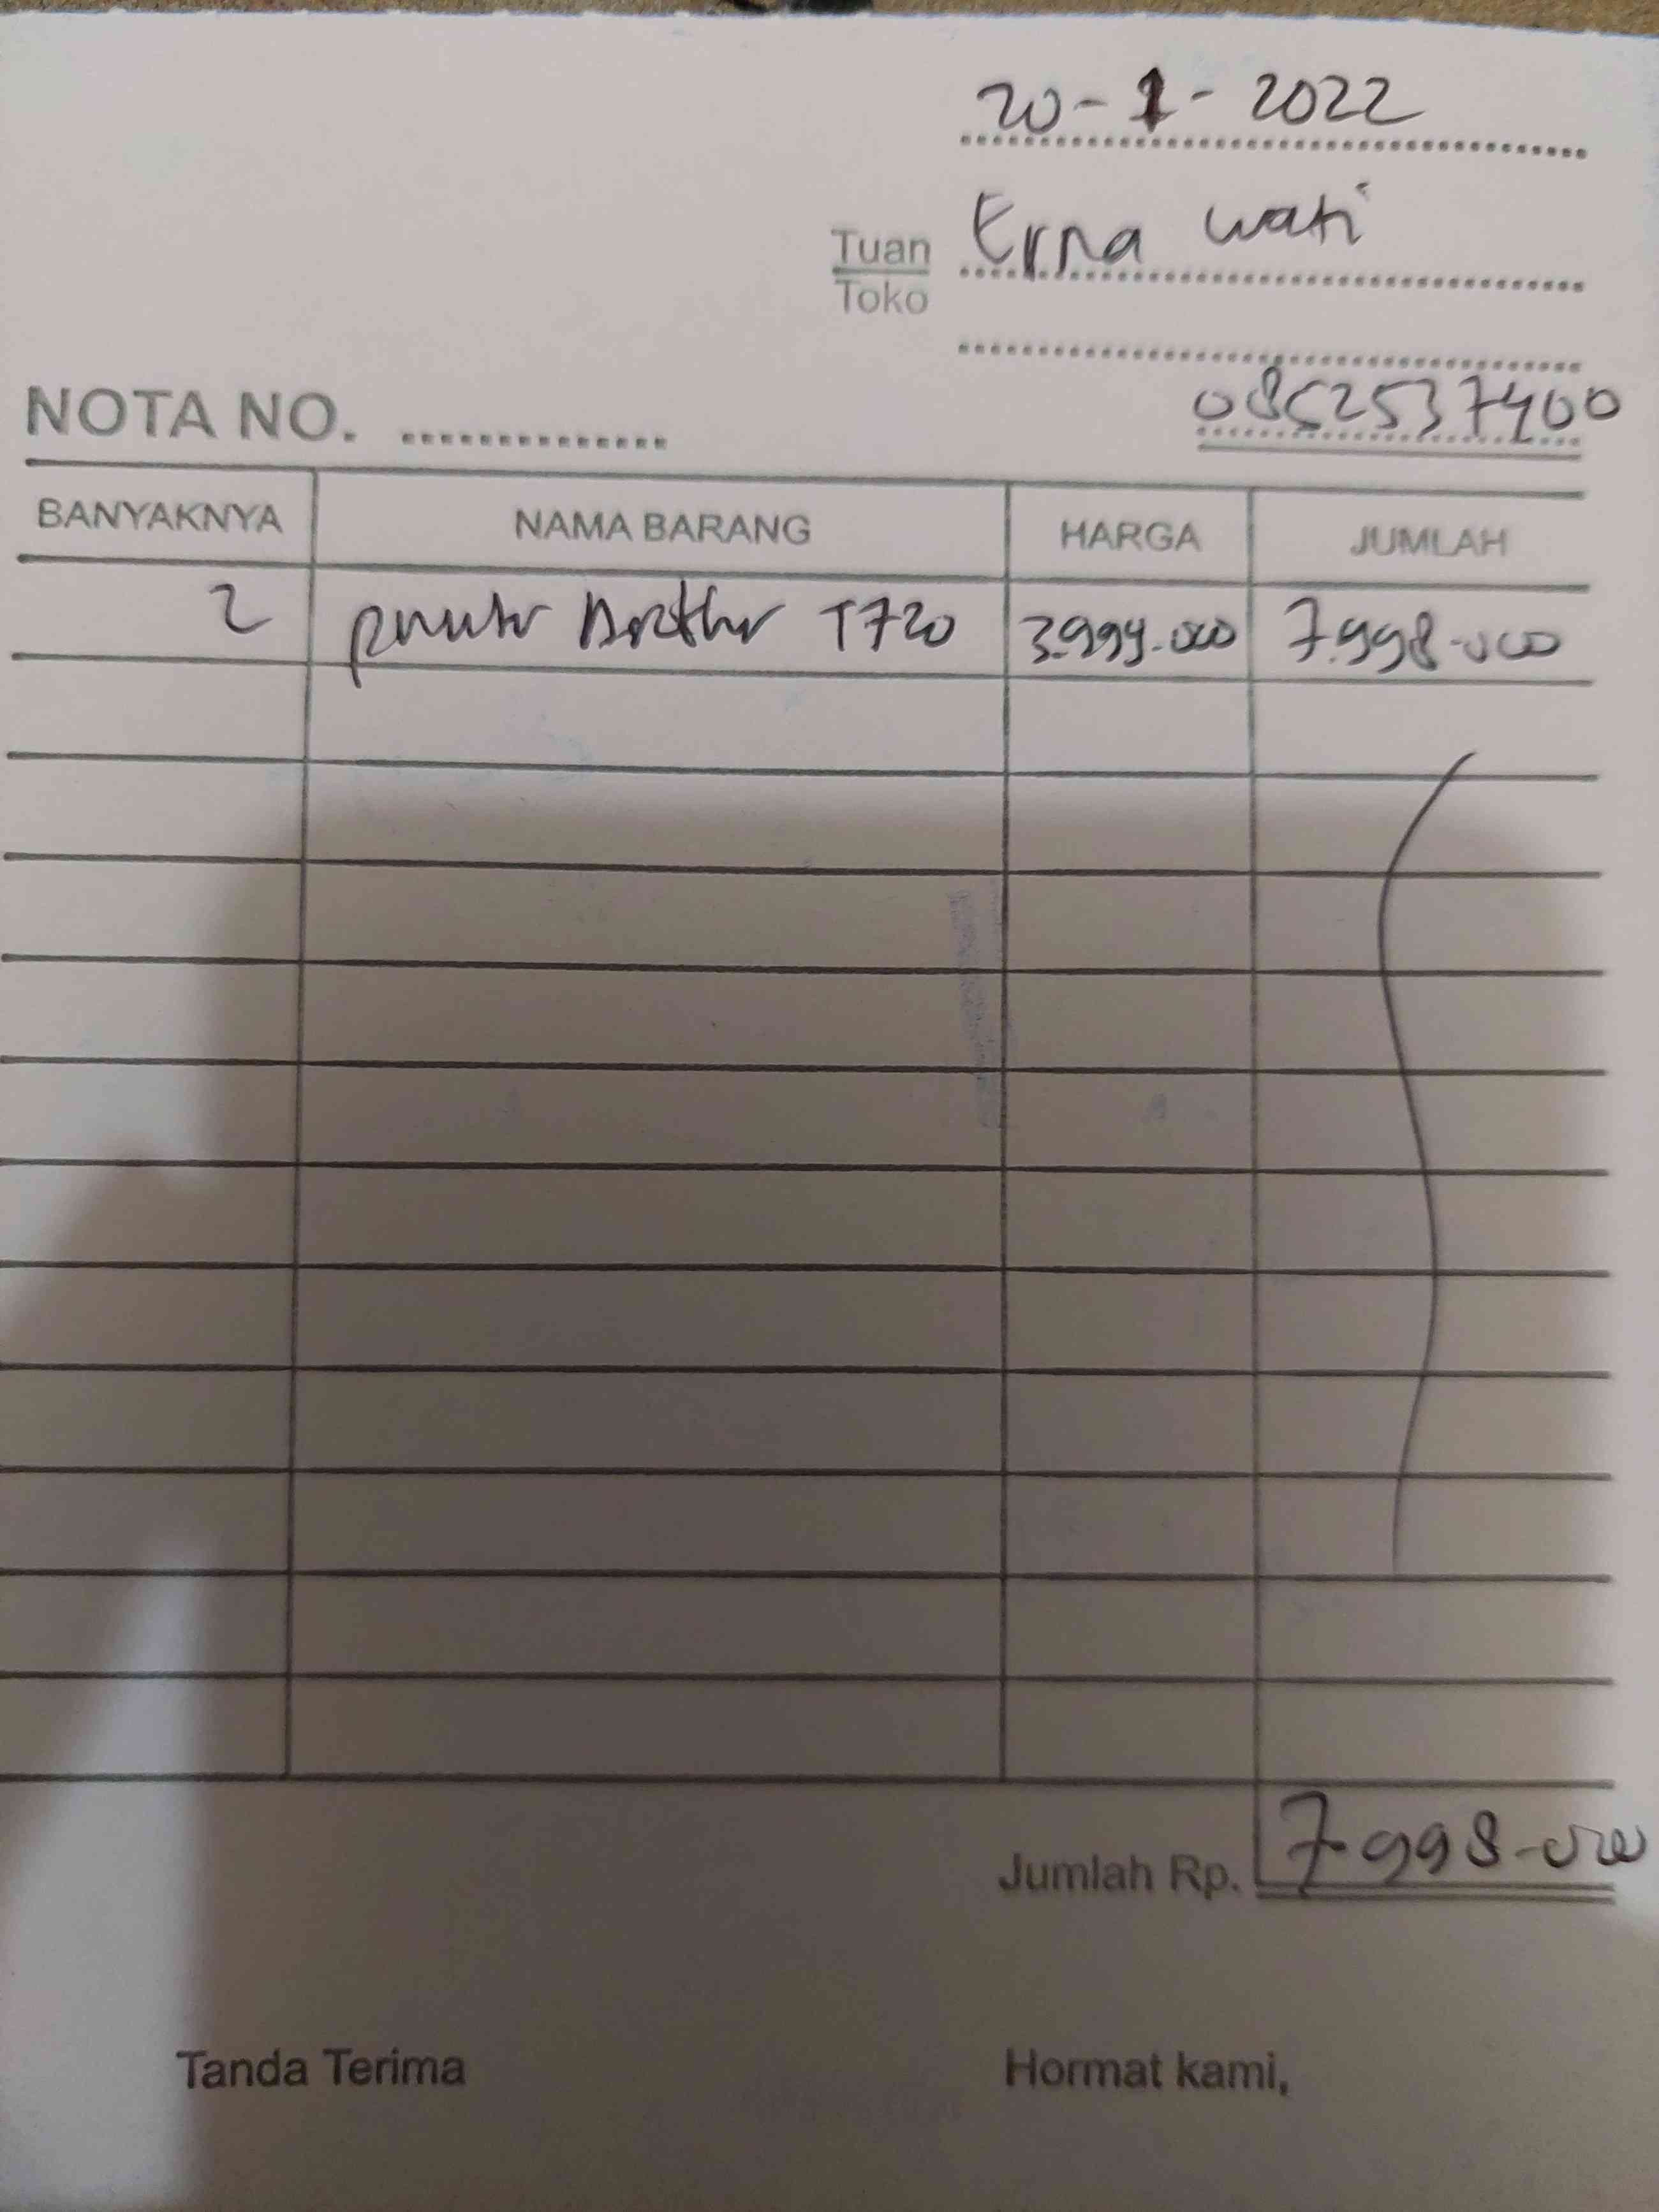 20-1-2022
Tuan Erna wati
Toko
NOTA NO. 0852537400
BANYAKNYA NAMA BARANG HARGA JUMLAH
2 printer Brother T720 3.999.000 7.998.000
Jumlah Rp. 7.998.000
Tanda Terima Hormat kami,